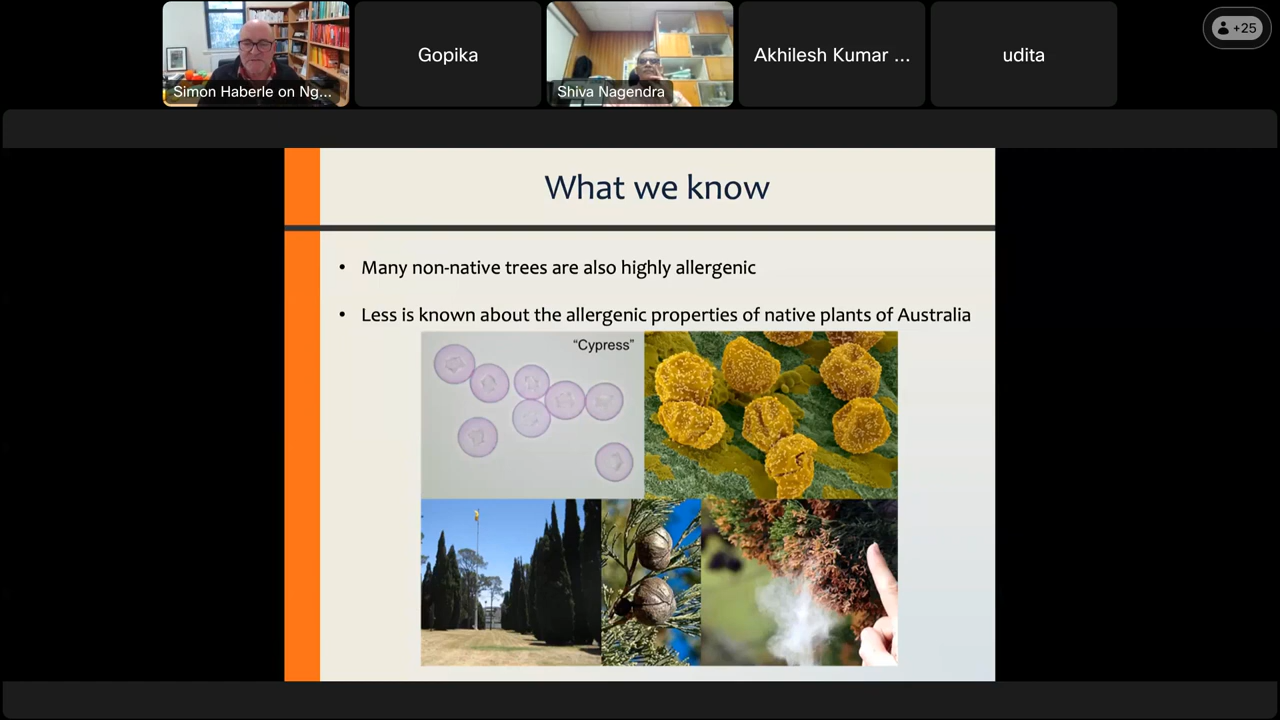 Simon Haberle on Ng...
Gopika
Shiva Nagendra
Akhilesh Kumar ...
udita
+25
What we know
• Many non-native trees are also highly allergenic
• Less is known about the allergenic properties of native plants of Australia
“Cypress”